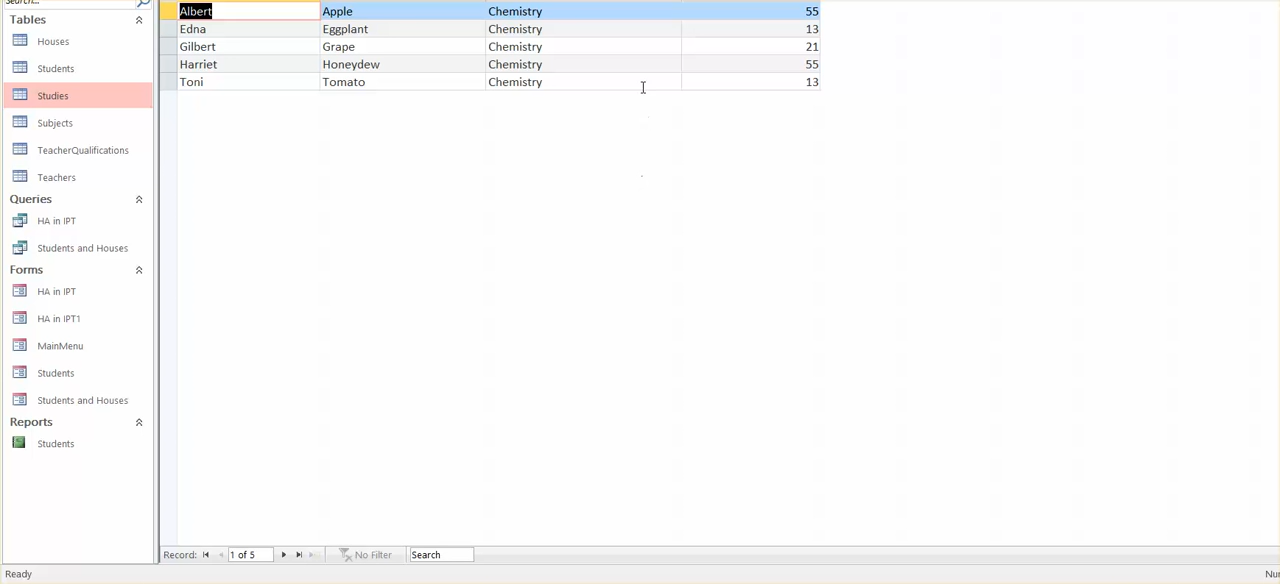 Search...
Tables
Houses
Students
Studies
Subjects
TeacherQualifications
Teachers
Queries
HA in IPT
Students and Houses
Forms
HA in IPT
HA in IPT1
MainMenu
Students
Students and Houses
Reports
Students
Albert Apple Chemistry 55
Edna Eggplant Chemistry 13
Gilbert Grape Chemistry 21
Harriet Honeydew Chemistry 55
Toni Tomato Chemistry 13
Record: 1 of 5 No Filter Search
Ready Nu